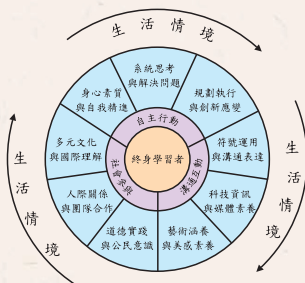 生活情境
系統思考
與解決問題
規劃執行
與創新應變
符號運用
與溝通表達
科技資訊
與媒體素養
藝術涵養
與美感素養
道德實踐
與公民意識
人際關係
與團隊合作
多元文化
與國際理解
身心素質
與自我精進
自主行動
溝通互動
社會參與
終身學習者
生活情境
生活情境